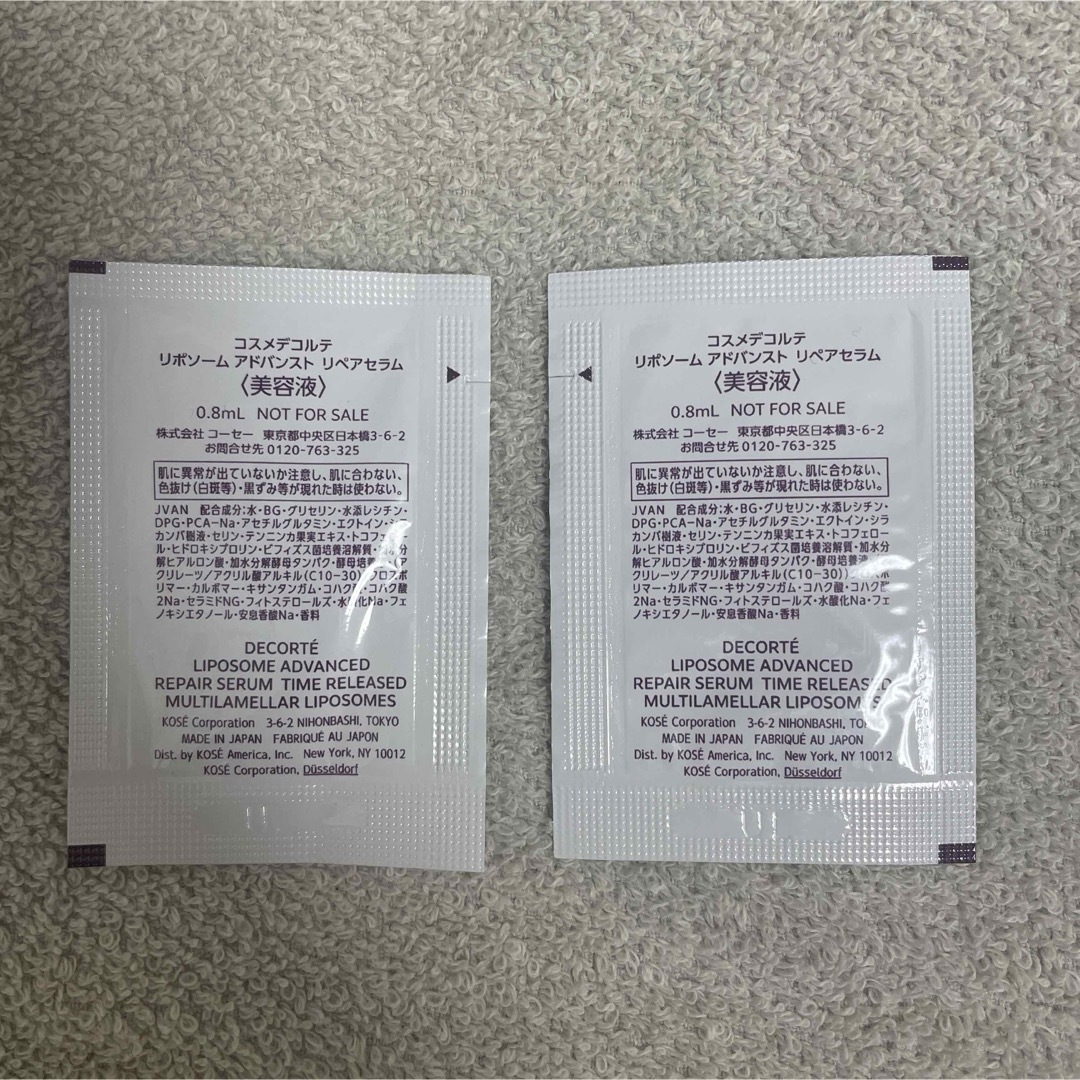 コスメデコルテ
リポソーム アドバンスト リペアセラム
〈美容液〉
0.8mL NOT FOR SALE
株式会社 コーセー 東京都中央区日本橋3-6-2
お問合せ先 0120-763-325
肌に異常が出ていないか注意し、肌に合わない、
色抜け(白斑等)・黒ずみ等が現れた時は使わない。
JVAN 配合成分:水・BG・グリセリン・水添レシチン・
DPG・PCA-Na・アセチルグルタミン・エクトイン・シラ
カンバ樹液・セリン・テンニンカ果実エキス・トコフェロ
ール・ヒドロキシプロリン・ビフィズス菌培養溶解質・加水分
解ヒアルロン酸・加水分解酵母タンパク・酵母培養
クリレーツ/アクリル酸アルキル(C10-30))クロスポ
リマー・カルボマー・キサンタンガム・コハク酸・コハク酸
2Na・セラミドNG・フィトステロールズ・水酸化Na・フェ
ノキシエタノール・安息香酸Na・香料
DECORTÉ
LIPOSOME ADVANCED
REPAIR SERUM TIME RELEASED
MULTILAMELLAR LIPOSOMES
KOSÉ Corporation 3-6-2 NIHONBASHI, TOKYO
MADE IN JAPAN FABRIQUÉ AU JAPON
Dist. by KOSÉ America, Inc. New York, NY 10012
KOSÉ Corporation, Düsseldorf
コスメデコルテ
リポソーム アドバンスト リペアセラム
〈美容液〉
0.8mL NOT FOR SALE
株式会社 コーセー 東京都中央区日本橋3-6-2
お問合せ先 0120-763-325
肌に異常が出ていないか注意し、肌に合わない、
色抜け(白斑等)・黒ずみ等が現れた時は使わない。
JVAN 配合成分:水・BG・グリセリン・水添レシチン・
DPG・PCA-Na・アセチルグルタミン・エクトイン・シラ
カンバ樹液・セリン・テンニンカ果実エキス・トコフェロ
ール・ヒドロキシプロリン・ビフィズス菌培養溶解質・加水分
解ヒアルロン酸・加水分解酵母タンパク・酵母培養
クリレーツ/アクリル酸アルキル(C10-30))
リマー・カルボマー・キサンタンガム・コハク酸・コハク酸
2Na・セラミドNG・フィトステロールズ・水酸化Na・フェ
ノキシエタノール・安息香酸Na・香料
DECORTÉ
LIPOSOME ADVANCED
REPAIR SERUM TIME RELEASED
MULTILAMELLAR LIPOSOMES
KOSÉ Corporation 3-6-2 NIHONBASHI,
MADE IN JAPAN FABRIQUÉ AU JAPON
Dist. by KOSÉ America, Inc. New York, NY 10012
KOSÉ Corporation, Düsseldorf